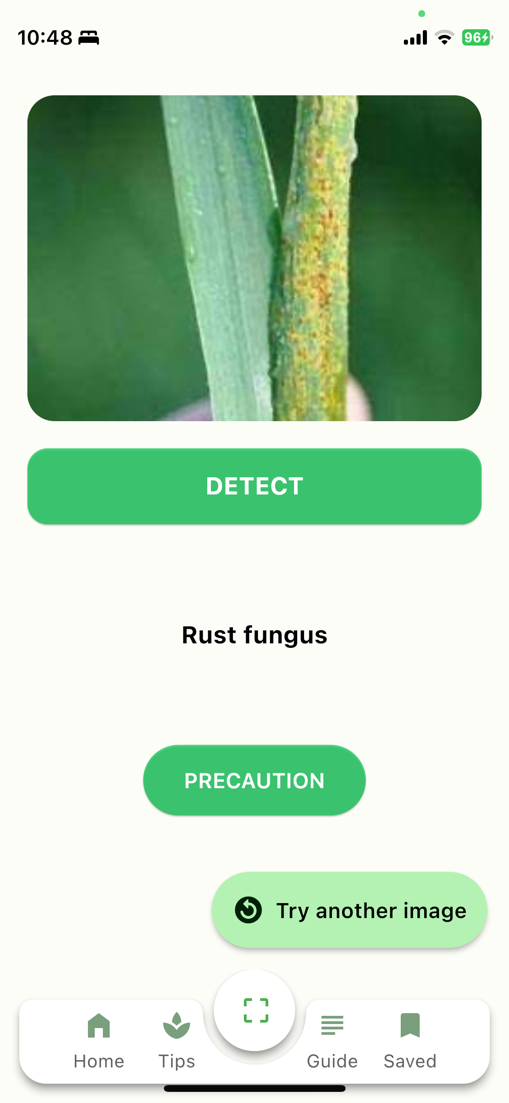 10:48
96
DETECT
Rust fungus
PRECAUTION
Try another image
Home
Tips
Guide
Saved